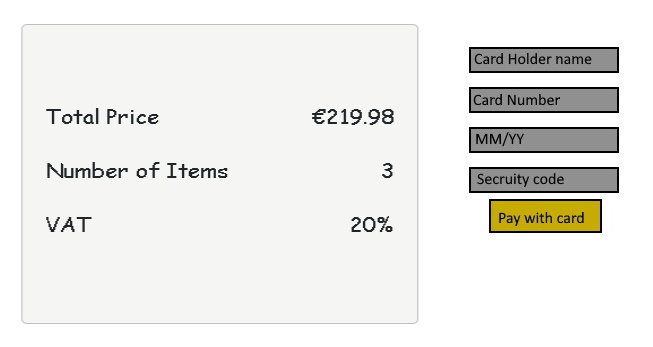 Total Price €219.98
Number of Items 3
VAT 20%
Card Holder name
Card Number
MM/YY
Secruity code
Pay with card